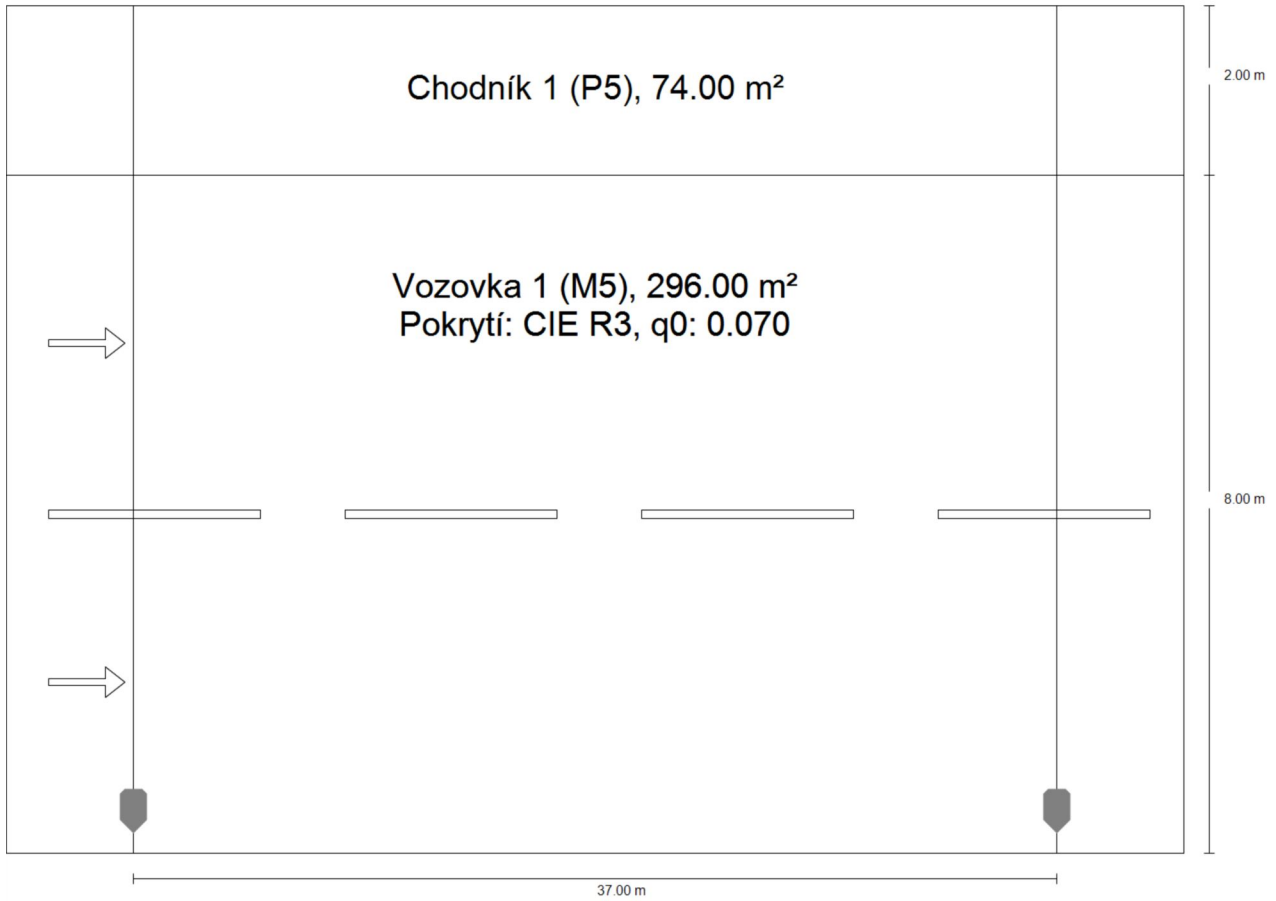 Chodník 1 (P5), 74.00 m²
2.00 m
Vozovka 1 (M5), 296.00 m²
Pokrytí: CIE R3, q0: 0.070
8.00 m
37.00 m